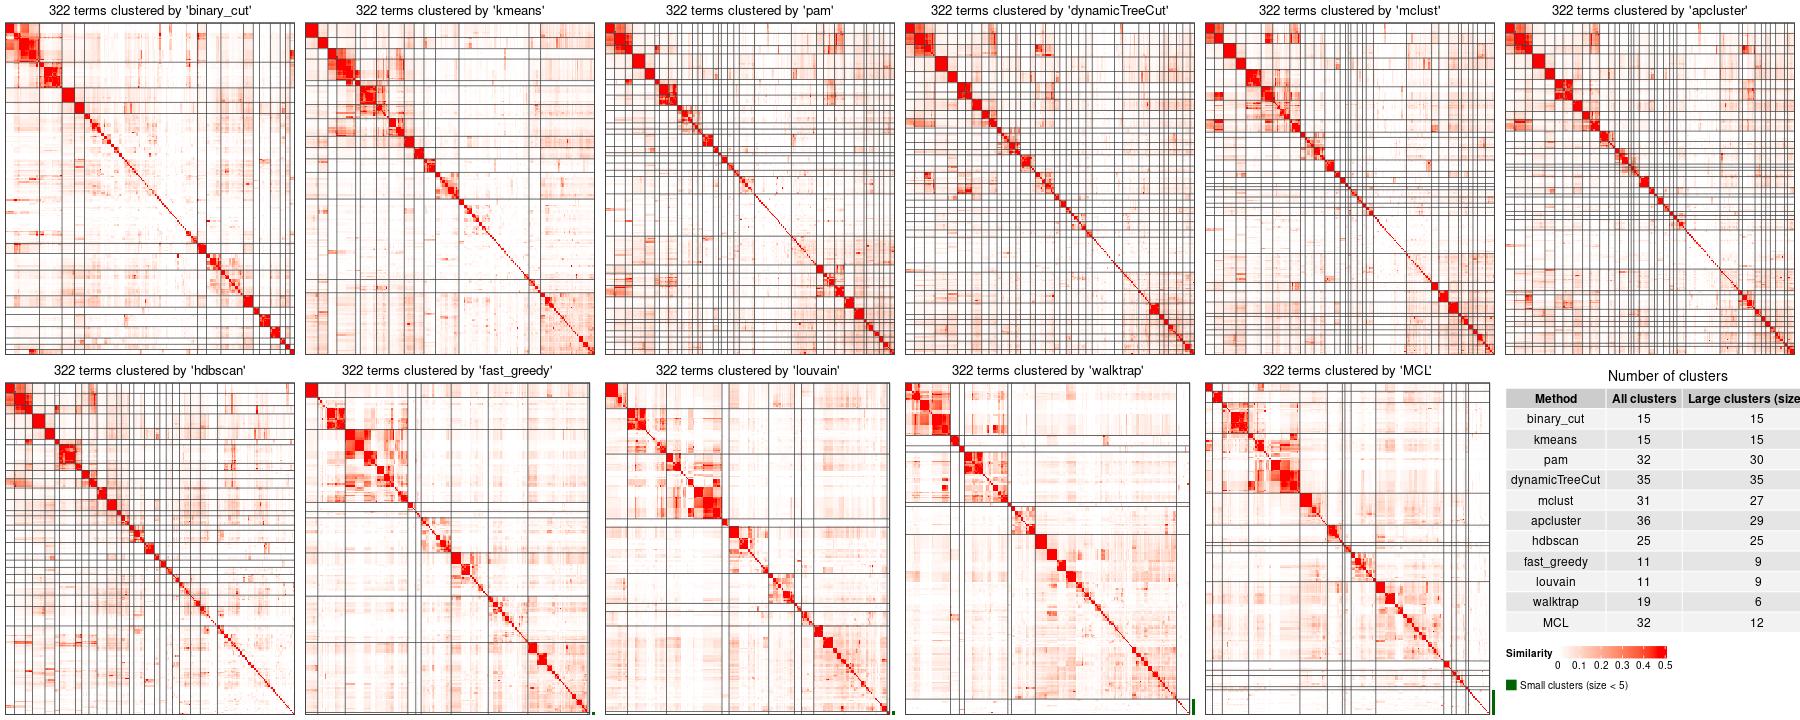 322 terms clustered by 'binary_cut'
322 terms clustered by 'kmeans'
322 terms clustered by 'pam'
322 terms clustered by 'dynamicTreeCut'
322 terms clustered by 'mclust'
322 terms clustered by 'apcluster'
322 terms clustered by 'hdbscan'
322 terms clustered by 'fast_greedy'
322 terms clustered by 'louvain'
322 terms clustered by 'walktrap'
322 terms clustered by 'MCL'
Number of clusters
Method All clusters Large clusters (size
binary_cut 15 15
kmeans 15 15
pam 32 30
dynamicTreeCut 35 35
mclust 31 27
apcluster 36 29
hdbscan 25 25
fast_greedy 11 9
louvain 11 9
walktrap 19 6
MCL 32 12
Similarity
0 0.1 0.2 0.3 0.4 0.5
Small clusters (size < 5)